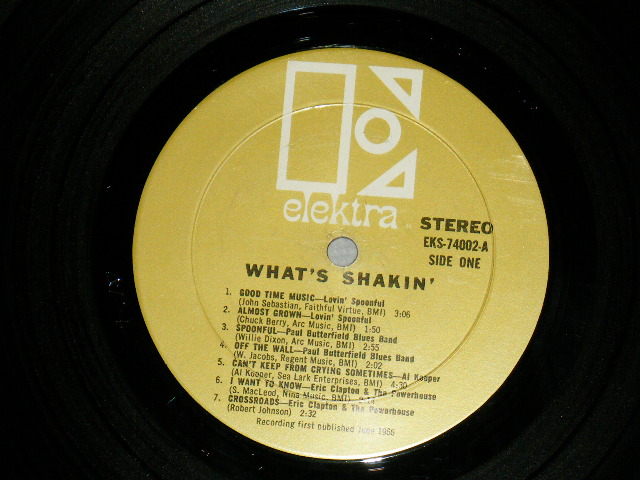 elektra
STEREO
EKS-74002-A
SIDE ONE
WHAT'S SHAKIN'
1. GOOD TIME MUSIC—Lovin' Spoonful
(John Sebastian, Faithful Virtue, BMI) 3:06
2. ALMOST GROWN—Lovin' Spoonful
(Chuck Berry, Arc Music, BMI) 1:50
3. SPOONFUL—Paul Butterfield Blues Band
(Willie Dixon, Arc Music, BMI) 2:55
4. OFF THE WALL—Paul Butterfield Blues Band
(W. Jacobs, Regent Music, BMI) 2:02
5. CAN'T KEEP FROM CRYING SOMETIMES—Al Kooper
(Al Kooper, Sea Lark Enterprises, BMI) 4:30
6. I WANT TO KNOW—Eric Clapton & The Powerhouse
(S. MacLeod, Nina Music, BMI)
7. CROSSROADS—Eric Clapton & The Powerhouse
(Robert Johnson) 2:32
Recording first published June 1966